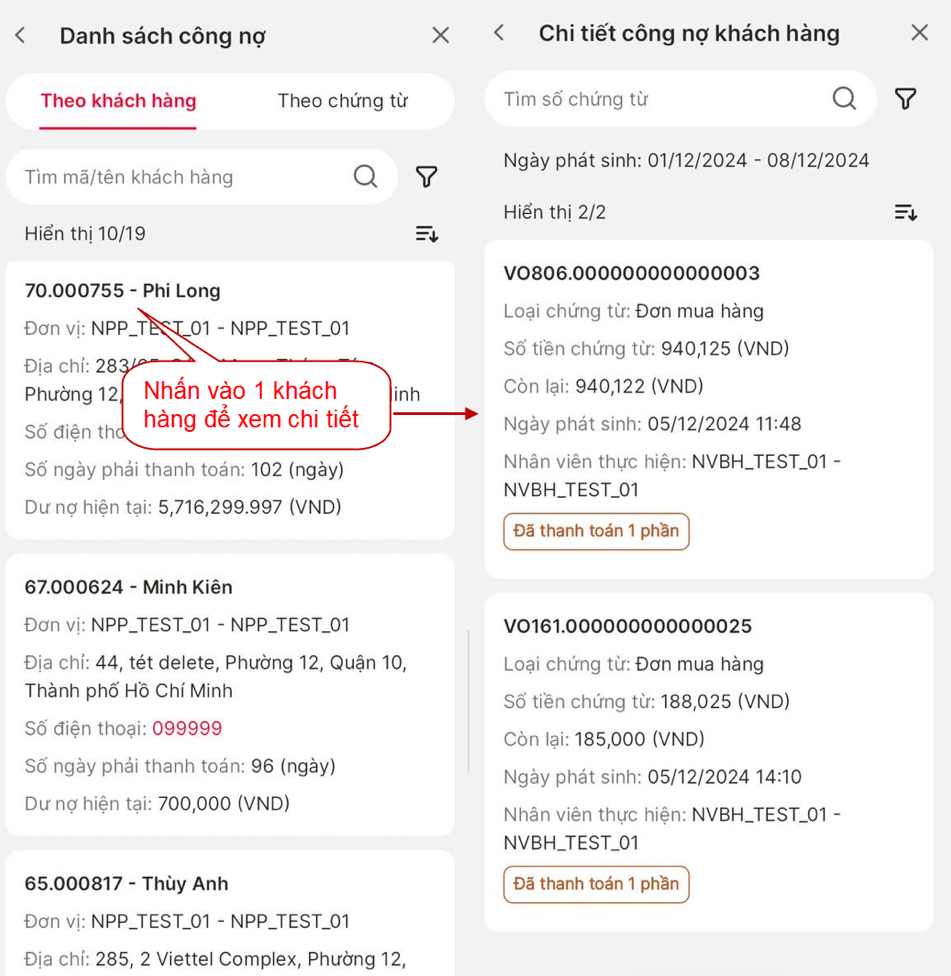 Danh sách công nợ
Theo khách hàng
Theo chứng từ
Tìm mã/tên khách hàng
Hiển thị 10/19
70.000755 - Phi Long
Đơn vị: NPP_TEST_01 - NPP_TEST_01
Địa chỉ: 283/
Phường 12, inh
Số điện tho
Số ngày phải thanh toán: 102 (ngày)
Dư nợ hiện tại: 5,716,299.997 (VND)
Nhấn vào 1 khách
hàng để xem chi tiết
67.000624 - Minh Kiên
Đơn vị: NPP_TEST_01 - NPP_TEST_01
Địa chỉ: 44, tét delete, Phường 12, Quận 10,
Thành phố Hồ Chí Minh
Số điện thoại: 099999
Số ngày phải thanh toán: 96 (ngày)
Dư nợ hiện tại: 700,000 (VND)
65.000817 - Thùy Anh
Đơn vị: NPP_TEST_01 - NPP_TEST_01
Địa chỉ: 285, 2 Viettel Complex, Phường 12,
Chi tiết công nợ khách hàng
Tìm số chứng từ
Ngày phát sinh: 01/12/2024 - 08/12/2024
Hiển thị 2/2
VO806.000000000000003
Loại chứng từ: Đơn mua hàng
Số tiền chứng từ: 940,125 (VND)
Còn lại: 940,122 (VND)
Ngày phát sinh: 05/12/2024 11:48
Nhân viên thực hiện: NVBH_TEST_01 -
NVBH_TEST_01
Đã thanh toán 1 phần
VO161.000000000000025
Loại chứng từ: Đơn mua hàng
Số tiền chứng từ: 188,025 (VND)
Còn lại: 185,000 (VND)
Ngày phát sinh: 05/12/2024 14:10
Nhân viên thực hiện: NVBH_TEST_01 -
NVBH_TEST_01
Đã thanh toán 1 phần